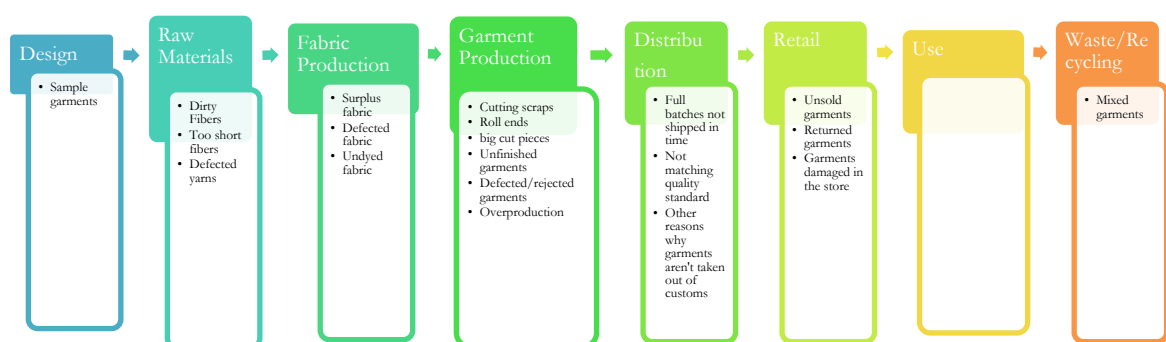 Design
• Sample
garments
Raw
Materials
• Dirty
Fibers
• Too short
fibers
• Defected
yarns
Fabric
Production
• Surplus
fabric
• Defected
fabric
• Undyed
fabric
Garment
Production
• Cutting scraps
• Roll ends
• big cut pieces
• Unfinished
garments
• Defected/rejected
garments
• Overproduction
Distribu
tion
• Full
batches not
shipped in
time
• Not
matching
quality
standard
• Other
reasons
why
garments
aren't taken
out of
customs
Retail
• Unsold
garments
• Returned
garments
• Garments
damaged in
the store
Use
Waste/Re
cycling
• Mixed
garments